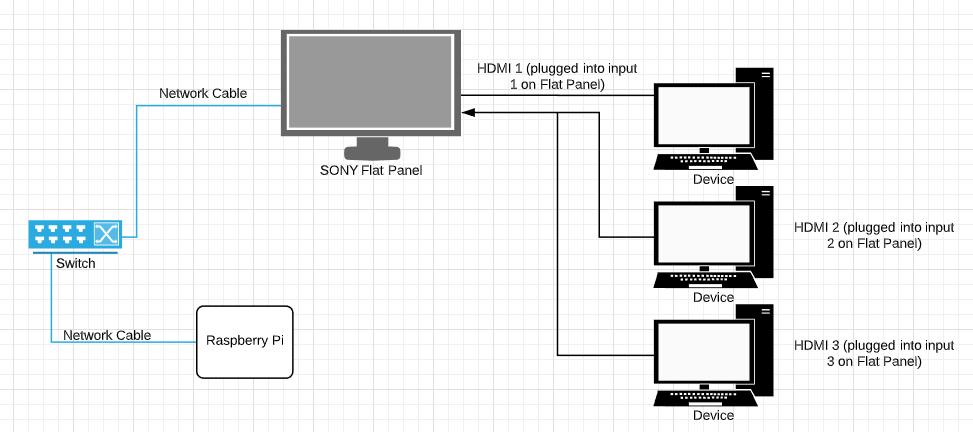 HDMI 1 (plugged into input
1 on Flat Panel)
Network Cable
SONY Flat Panel
Device
HDMI 2 (plugged into input
2 on Flat Panel)
Switch
Device
Network Cable
Raspberry Pi
HDMI 3 (plugged into input
3 on Flat Panel)
Device